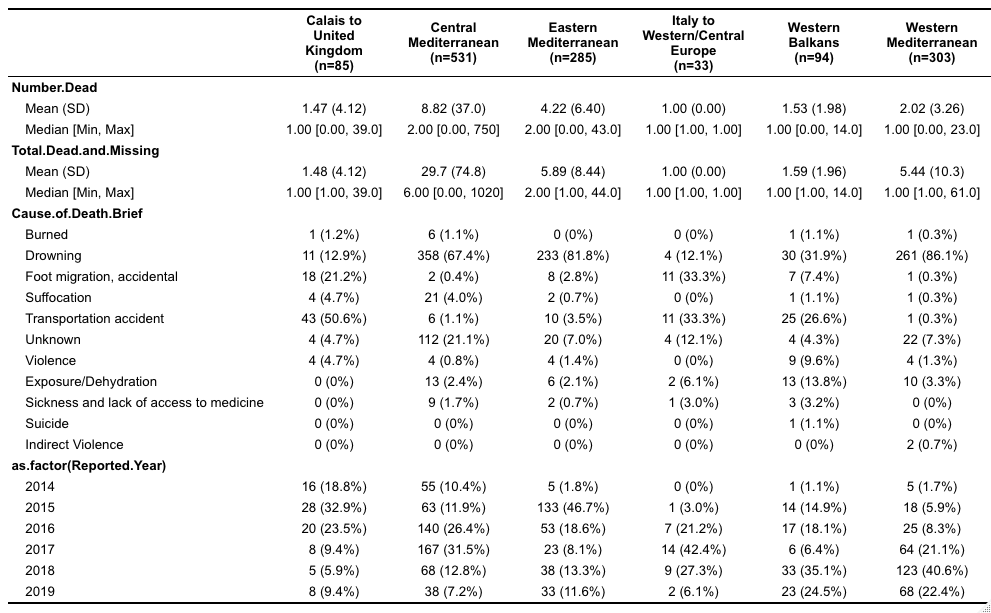 Calais to United Kingdom (n=85) Central Mediterranean (n=531) Eastern Mediterranean (n=285) Italy to Western/Central Europe (n=33) Western Balkans (n=94) Western Mediterranean (n=303)
Number.Dead
Mean (SD) 1.47 (4.12) 8.82 (37.0) 4.22 (6.40) 1.00 (0.00) 1.53 (1.98) 2.02 (3.26)
Median [Min, Max] 1.00 [0.00, 39.0] 2.00 [0.00, 750] 2.00 [0.00, 43.0] 1.00 [1.00, 1.00] 1.00 [0.00, 14.0] 1.00 [0.00, 23.0]
Total.Dead.and.Missing
Mean (SD) 1.48 (4.12) 29.7 (74.8) 5.89 (8.44) 1.00 (0.00) 1.59 (1.96) 5.44 (10.3)
Median [Min, Max] 1.00 [1.00, 39.0] 6.00 [0.00, 1020] 2.00 [1.00, 44.0] 1.00 [1.00, 1.00] 1.00 [1.00, 14.0] 1.00 [1.00, 61.0]
Cause.of.Death.Brief
Burned 1 (1.2%) 6 (1.1%) 0 (0%) 0 (0%) 1 (1.1%) 1 (0.3%)
Drowning 11 (12.9%) 358 (67.4%) 233 (81.8%) 4 (12.1%) 30 (31.9%) 261 (86.1%)
Foot migration, accidental 18 (21.2%) 2 (0.4%) 8 (2.8%) 11 (33.3%) 7 (7.4%) 1 (0.3%)
Suffocation 4 (4.7%) 21 (4.0%) 2 (0.7%) 0 (0%) 1 (1.1%) 1 (0.3%)
Transportation accident 43 (50.6%) 6 (1.1%) 10 (3.5%) 11 (33.3%) 25 (26.6%) 1 (0.3%)
Unknown 4 (4.7%) 112 (21.1%) 20 (7.0%) 4 (12.1%) 4 (4.3%) 22 (7.3%)
Violence 4 (4.7%) 4 (0.8%) 4 (1.4%) 0 (0%) 9 (9.6%) 4 (1.3%)
Exposure/Dehydration 0 (0%) 13 (2.4%) 6 (2.1%) 2 (6.1%) 13 (13.8%) 10 (3.3%)
Sickness and lack of access to medicine 0 (0%) 9 (1.7%) 2 (0.7%) 1 (3.0%) 3 (3.2%) 0 (0%)
Suicide 0 (0%) 0 (0%) 0 (0%) 0 (0%) 1 (1.1%) 0 (0%)
Indirect Violence 0 (0%) 0 (0%) 0 (0%) 0 (0%) 0 (0%) 2 (0.7%)
as.factor(Reported.Year)
2014 16 (18.8%) 55 (10.4%) 5 (1.8%) 0 (0%) 1 (1.1%) 5 (1.7%)
2015 28 (32.9%) 63 (11.9%) 133 (46.7%) 1 (3.0%) 14 (14.9%) 18 (5.9%)
2016 20 (23.5%) 140 (26.4%) 53 (18.6%) 7 (21.2%) 17 (18.1%) 25 (8.3%)
2017 8 (9.4%) 167 (31.5%) 23 (8.1%) 14 (42.4%) 6 (6.4%) 64 (21.1%)
2018 5 (5.9%) 68 (12.8%) 38 (13.3%) 9 (27.3%) 33 (35.1%) 123 (40.6%)
2019 8 (9.4%) 38 (7.2%) 33 (11.6%) 2 (6.1%) 23 (24.5%) 68 (22.4%)